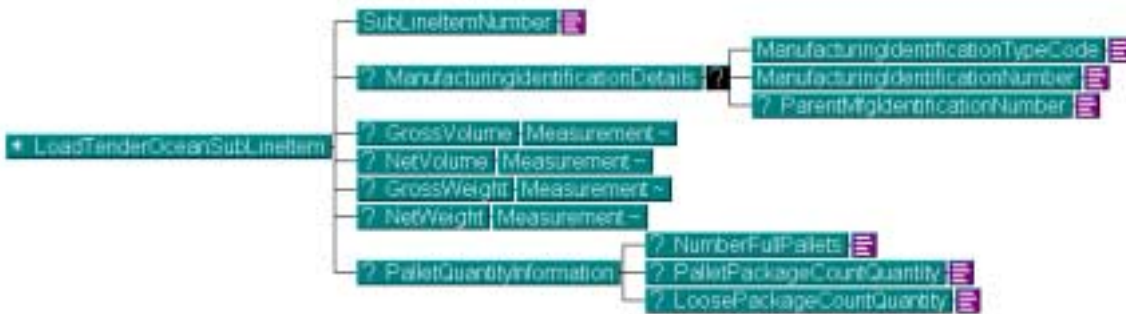 SubLineItemNumber
? ManufacturingIdentificationDetails ?
ManufacturingIdentificationTypeCode
ManufacturingIdentificationNumber
? ParentMfgIdentificationNumber
* LoadTenderOceanSubLineItem
? GrossVolume Measurement ~
? NetVolume Measurement ~
? GrossWeight Measurement ~
? NetWeight Measurement ~
? PalletQuantityInformation
? NumberFullPallets
? PalletPackageCountQuantity
? LoosePackageCountQuantity